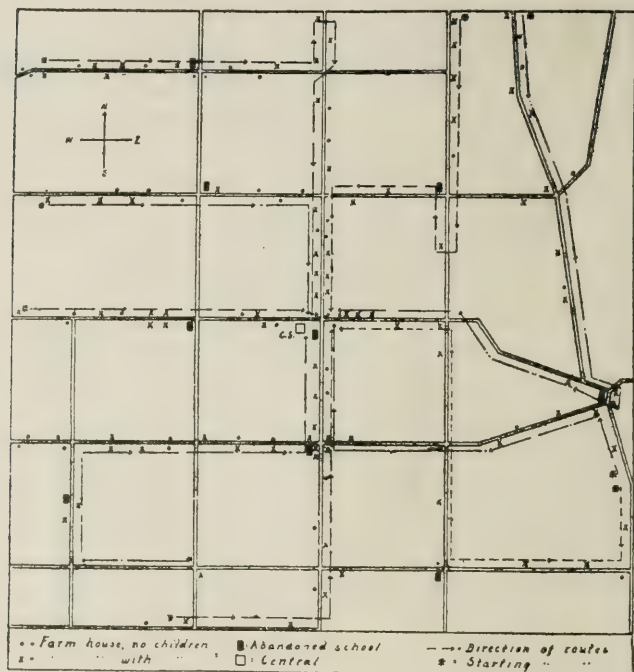 N
W E
S
C.S.
• = Farm house, no children Abandoned school Direction of routes
x = " with " " : Central " Starting " "